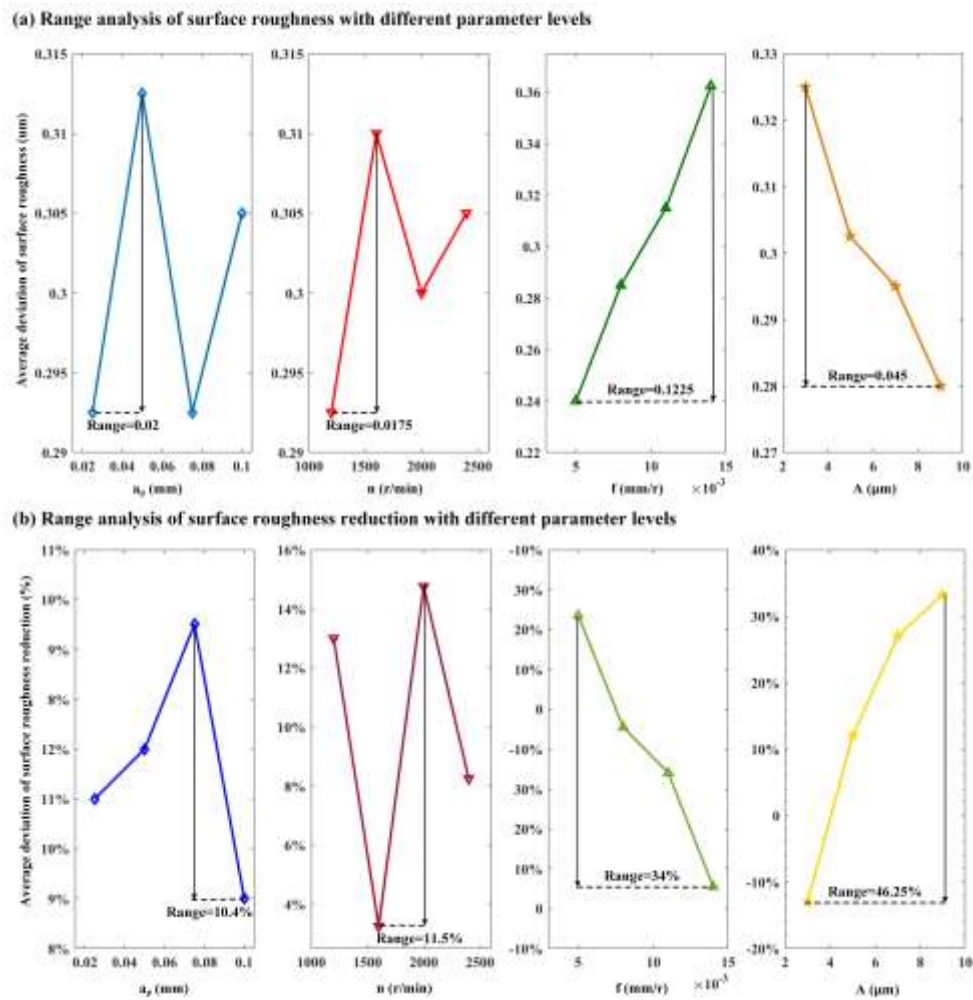 (a) Range analysis of surface roughness with different parameter levels
Average deviation of surface roughness (um)
0.315
0.31
0.305
0.3
0.295
0.29
0.02 0.04 0.06 0.08 0.1
aₚ (mm)
Range=0.02
0.315
0.31
0.305
0.3
0.295
0.29
1000 1500 2000 2500
n (r/min)
Range=0.0175
0.36
0.34
0.32
0.3
0.28
0.26
0.24
0.22
5 10 15
f (mm/r) ×10⁻³
Range=0.1225
0.33
0.32
0.31
0.3
0.29
0.28
0.27
2 4 6 8 10
A (μm)
Range=0.045
(b) Range analysis of surface roughness reduction with different parameter levels
Average deviation of surface roughness reduction (%)
11%
10%
9%
8%
12%
11%
9%
8%
0.02 0.04 0.06 0.08 0.1
aₚ (mm)
Range=10.4%
16%
14%
13%
12%
8%
6%
4%
1000 1500 2000 2500
n (r/min)
Range=11.5%
-10%
20%
10%
0
-10%
20%
10%
0
-10%
5 10 15
f (mm/r) ×10⁻³
Range=34%
40%
30%
20%
10%
0
-10%
-20%
2 4 6 8 10
A (μm)
Range=46.25%